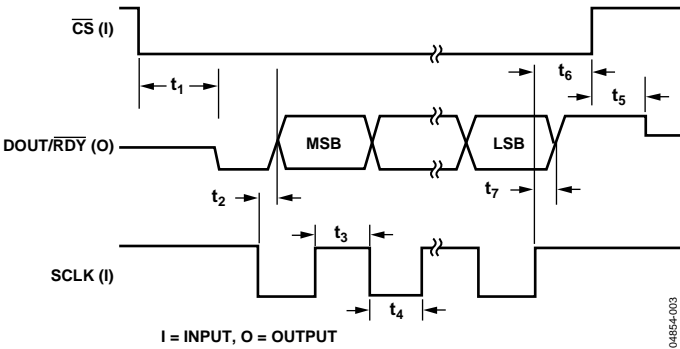 CS (I)
t1
t6
t5
DOUT/RDY (O)
MSB
LSB
t2
t7
t3
SCLK (I)
t4
I = INPUT, O = OUTPUT
04854-003